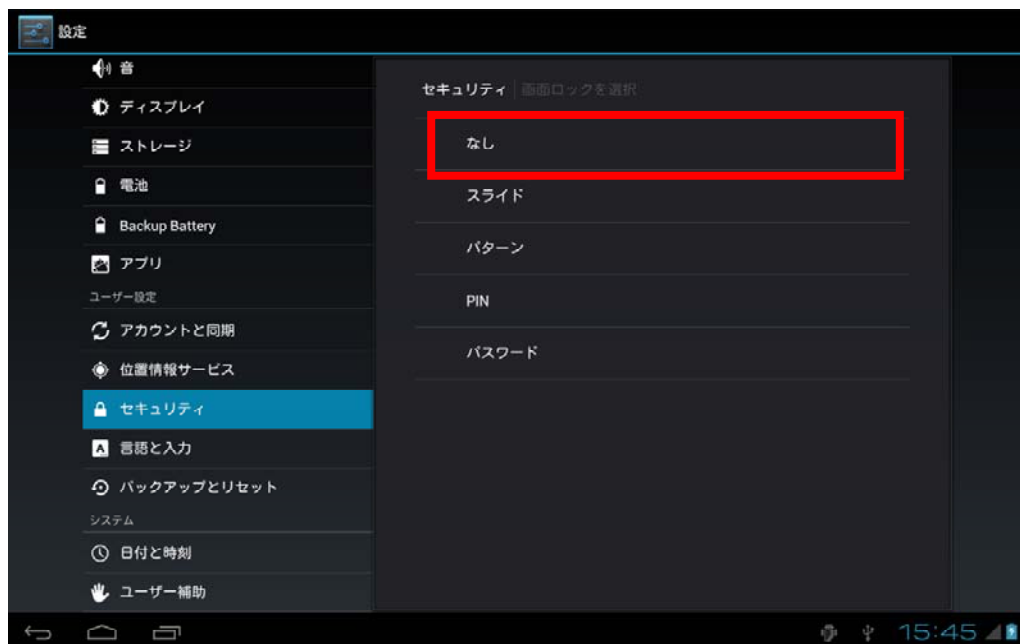 設定
音
ディスプレイ
ストレージ
電池
Backup Battery
アプリ
ユーザー設定
アカウントと同期
位置情報サービス
セキュリティ
言語と入力
バックアップとリセット
システム
日付と時刻
ユーザー補助
セキュリティ 画面ロックを選択
なし
スライド
パターン
PIN
パスワード
15:45